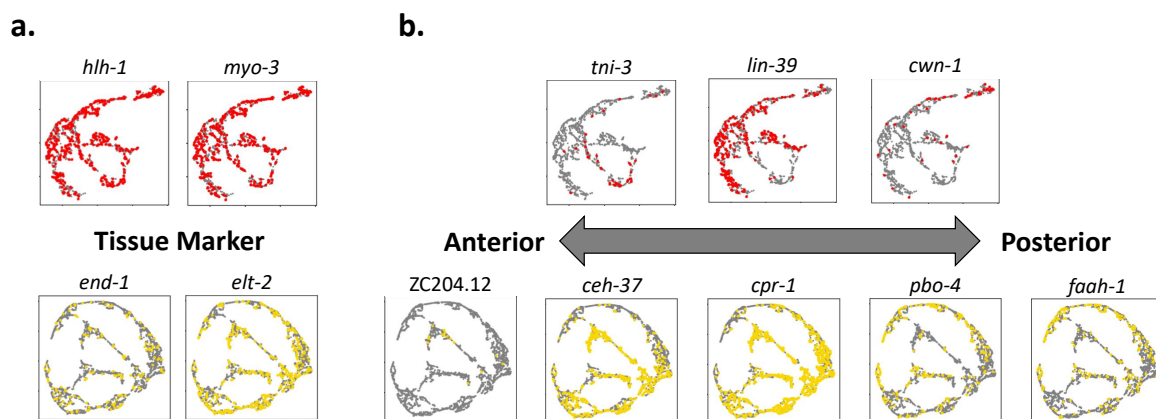 a.
b.
hlh-1 myo-3
tni-3 lin-39 cwn-1
Tissue Marker
Anterior Posterior
end-1 elt-2
ZC204.12 ceh-37 cpr-1 pbo-4 faah-1